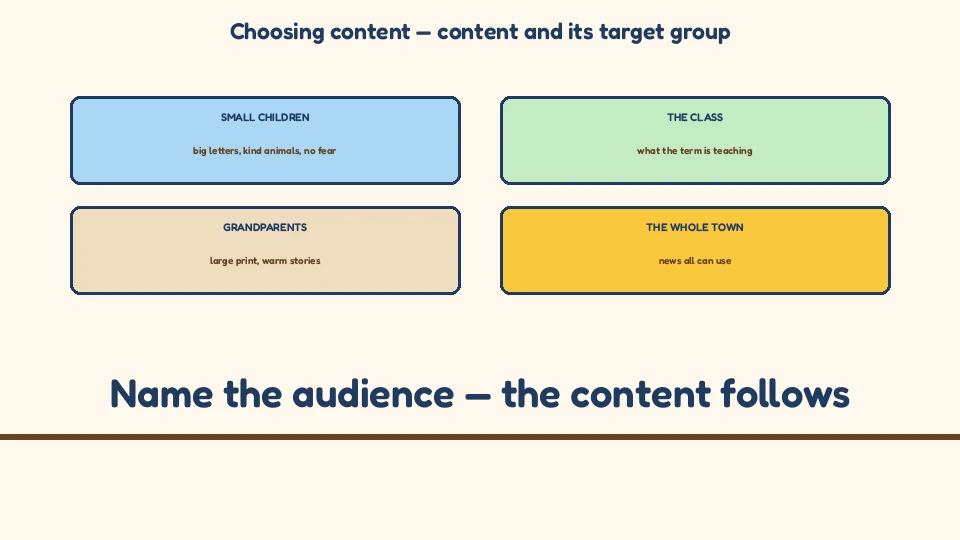 Choosing content — content and its target group
SMALL CHILDREN
big letters, kind animals, no fear
THE CLASS
what the term is teaching
GRANDPARENTS
large print, warm stories
THE WHOLE TOWN
news all can use
Name the audience — the content follows